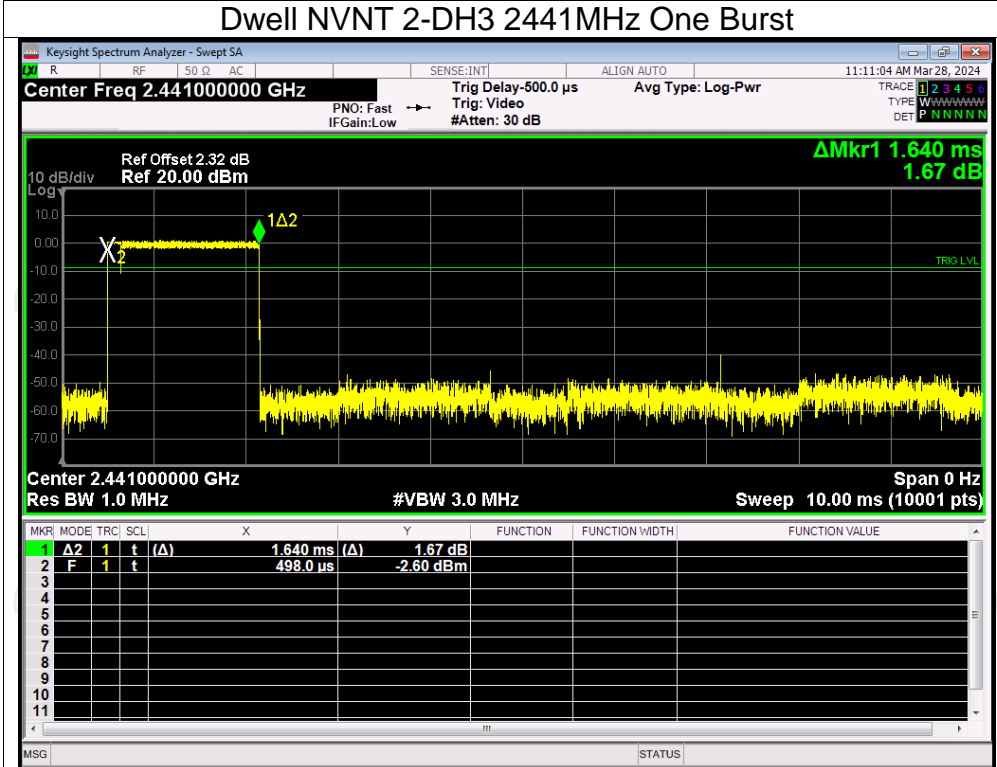 Dwell NVNT 2-DH3 2441MHz One Burst
Keysight Spectrum Analyzer - Swept SA
LXI R RF 50 Ω AC SENSE:INT ALIGN AUTO 11:11:04 AM Mar 28, 2024
Center Freq 2.441000000 GHz Trig Delay-500.0 µs Avg Type: Log-Pwr TRACE 1 2 3 4 5 6
PNO: Fast Trig: Video TYPE WWWWWW
IFGain:Low #Atten: 30 dB DET P N N N N N
ΔMkr1 1.640 ms
1.67 dB
Ref Offset 2.32 dB
10 dB/div Ref 20.00 dBm
Log
1Δ2
10.0
0.00
X2
TRIG LVL
-10.0
-20.0
-30.0
-40.0
-50.0
-60.0
-70.0
Center 2.441000000 GHz Span 0 Hz
Res BW 1.0 MHz #VBW 3.0 MHz Sweep 10.00 ms (10001 pts)
MKR MODE TRC SCL X Y FUNCTION FUNCTION WIDTH FUNCTION VALUE
1 Δ2 1 t (Δ) 1.640 ms (Δ) 1.67 dB
2 F 1 t 498.0 µs -2.60 dBm
3
4
5
6
7
8
9
10
11
MSG STATUS